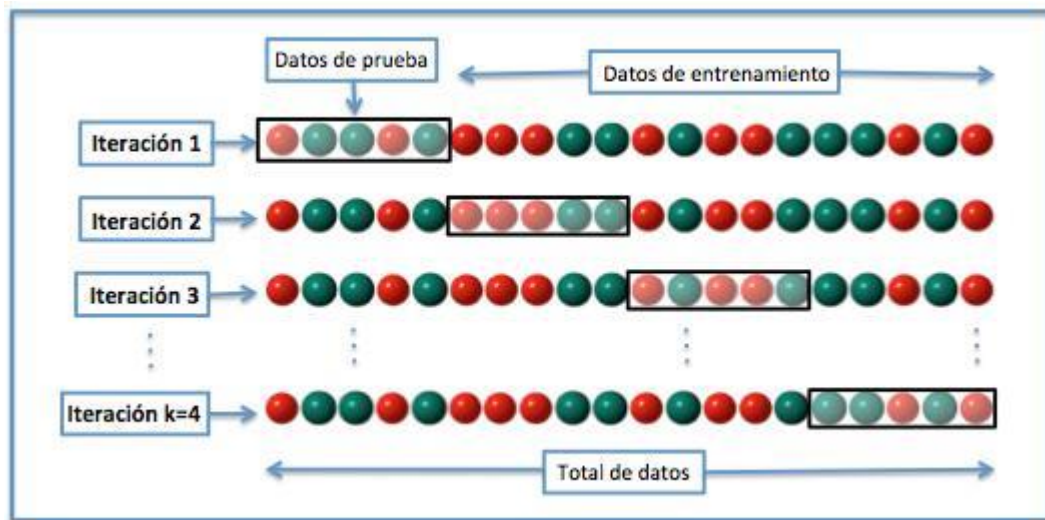 Datos de prueba
Datos de entrenamiento
Iteración 1
Iteración 2
Iteración 3
Iteración k=4
Total de datos